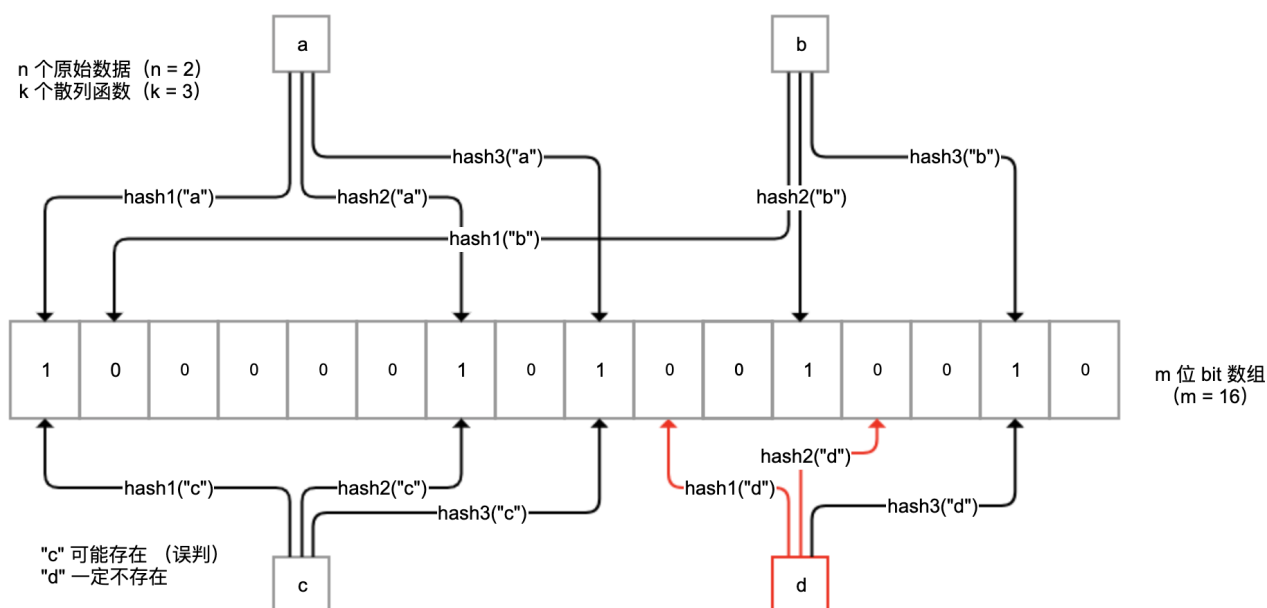 a
b
n 个原始数据（n = 2）
k 个散列函数（k = 3）
hash3("a")
hash3("b")
hash1("a")
hash2("a")
hash2("b")
hash1("b")
1 0 0 0 0 0 1 0 1 0 0 1 0 0 1 0
m 位 bit 数组
（m = 16）
hash2("d")
hash1("c")
hash2("c")
hash1("d")
hash3("c")
hash3("d")
"c" 可能存在 （误判）
"d" 一定不存在
c
d